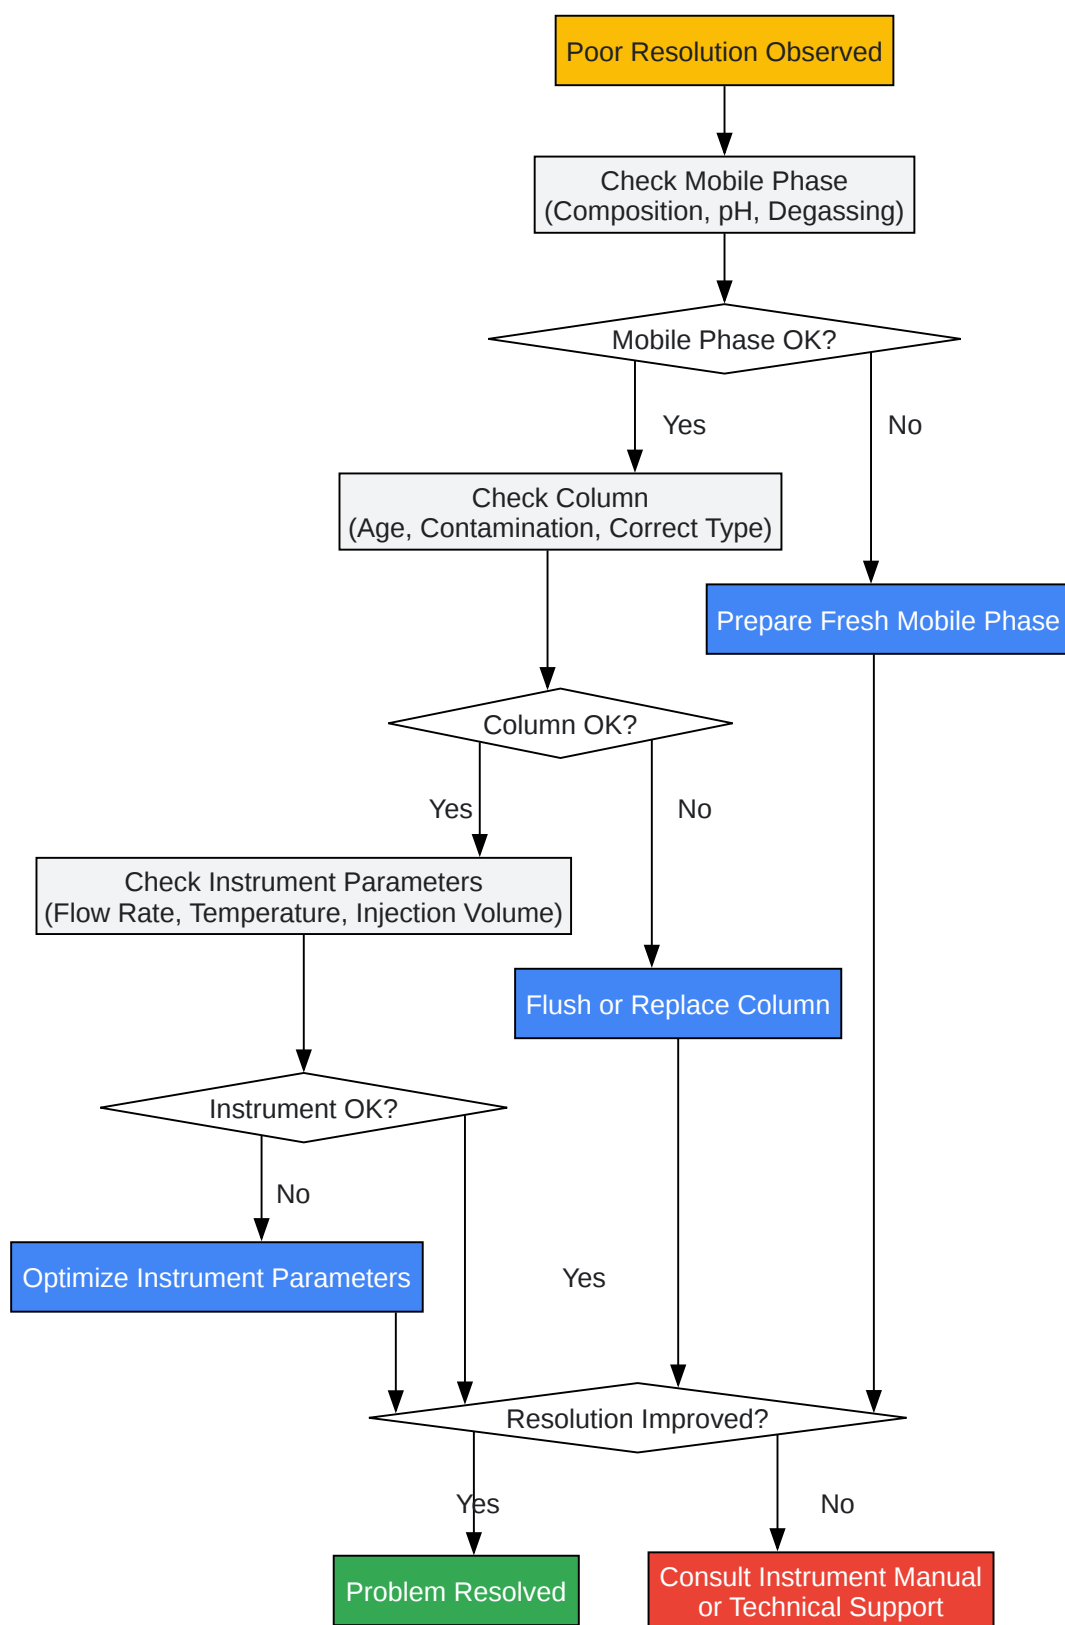 Poor Resolution Observed
Check Mobile Phase
(Composition, pH, Degassing)
Mobile Phase OK?
Yes
No
Check Column
(Age, Contamination, Correct Type)
Prepare Fresh Mobile Phase
Column OK?
Yes
No
Check Instrument Parameters
(Flow Rate, Temperature, Injection Volume)
Flush or Replace Column
Instrument OK?
No
Optimize Instrument Parameters
Yes
Resolution Improved?
Yes
No
Problem Resolved
Consult Instrument Manual
or Technical Support